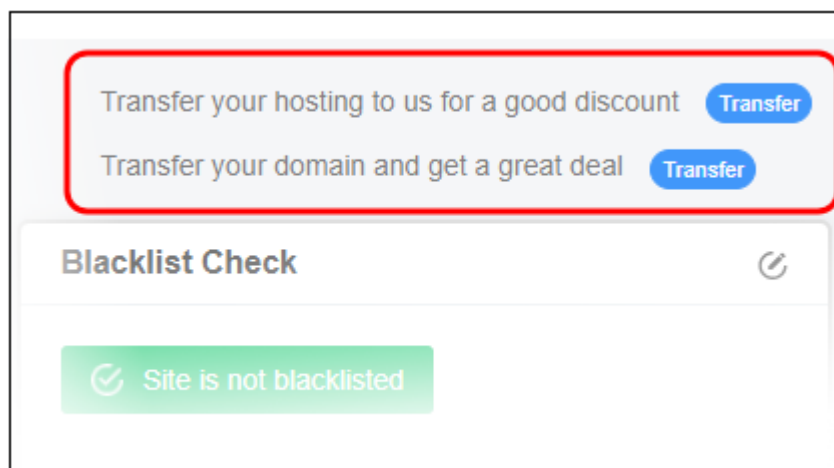 Transfer your hosting to us for a good discount Transfer
Transfer your domain and get a great deal Transfer
Blacklist Check
Site is not blacklisted